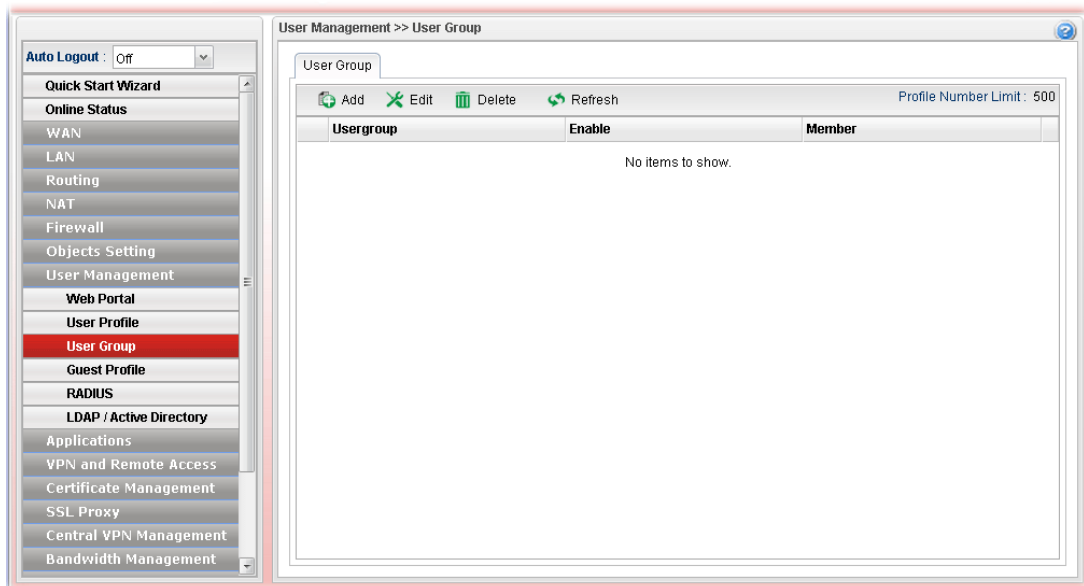 User Management >> User Group
Auto Logout : Off
Quick Start Wizard
Online Status
WAN
LAN
Routing
NAT
Firewall
Objects Setting
User Management
Web Portal
User Profile
User Group
Guest Profile
RADIUS
LDAP / Active Directory
Applications
VPN and Remote Access
Certificate Management
SSL Proxy
Central VPN Management
Bandwidth Management
User Group
Add Edit Delete Refresh Profile Number Limit : 500
Usergroup Enable Member
No items to show.